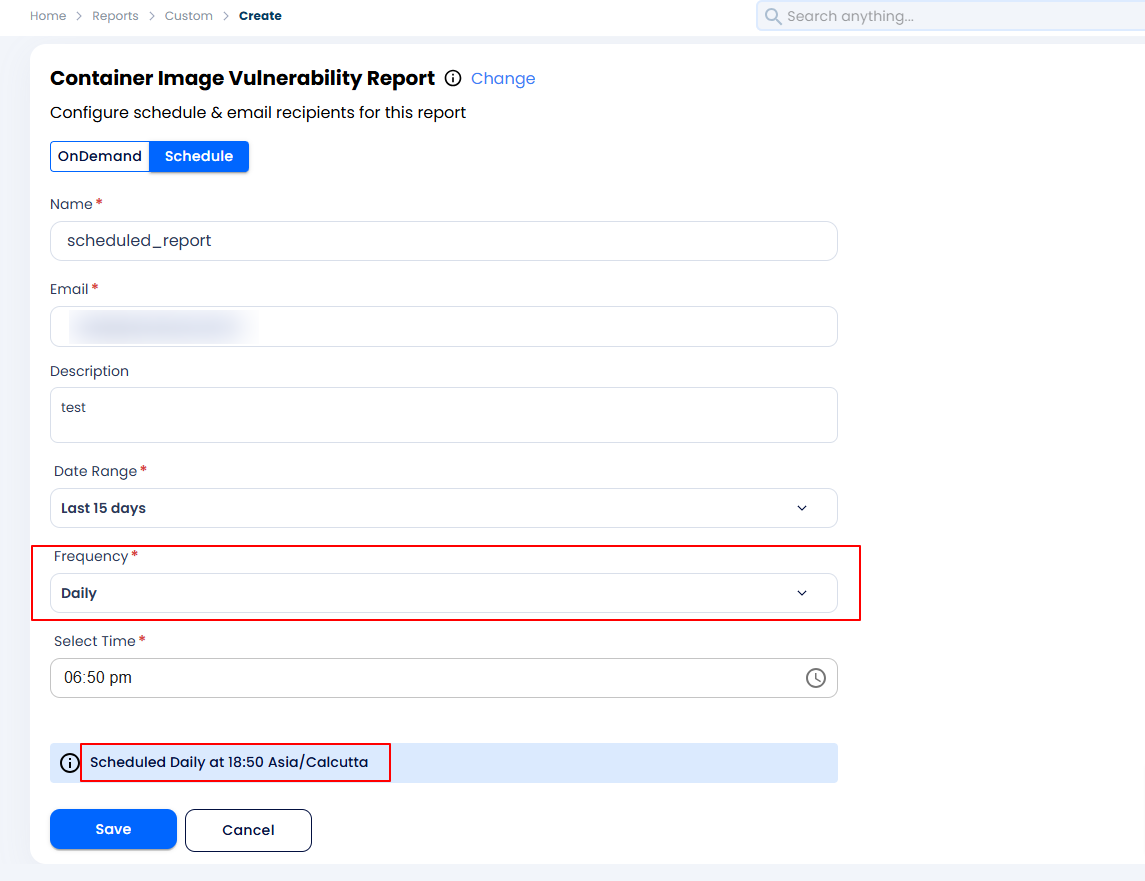 Home > Reports > Custom > Create
Search anything...
Container Image Vulnerability Report Change
Configure schedule & email recipients for this report
OnDemand Schedule
Name*
scheduled_report
Email*
Description
test
Date Range*
Last 15 days
Frequency*
Daily
Select Time*
06:50 pm
Scheduled Daily at 18:50 Asia/Calcutta
Save Cancel